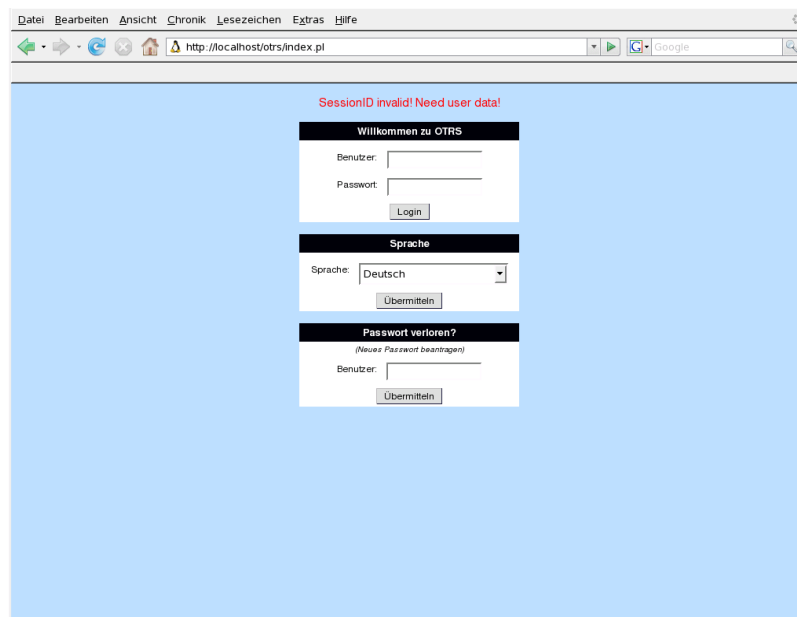 Datei Bearbeiten Ansicht Chronik Lesezeichen Extras Hilfe
http://localhost/otrs/index.pl G Google
SessionID invalid! Need user data!
Willkommen zu OTRS
Benutzer:
Passwort:
Login
Sprache
Sprache: Deutsch
Übermitteln
Passwort verloren?
(Neues Passwort beantragen)
Benutzer:
Übermitteln